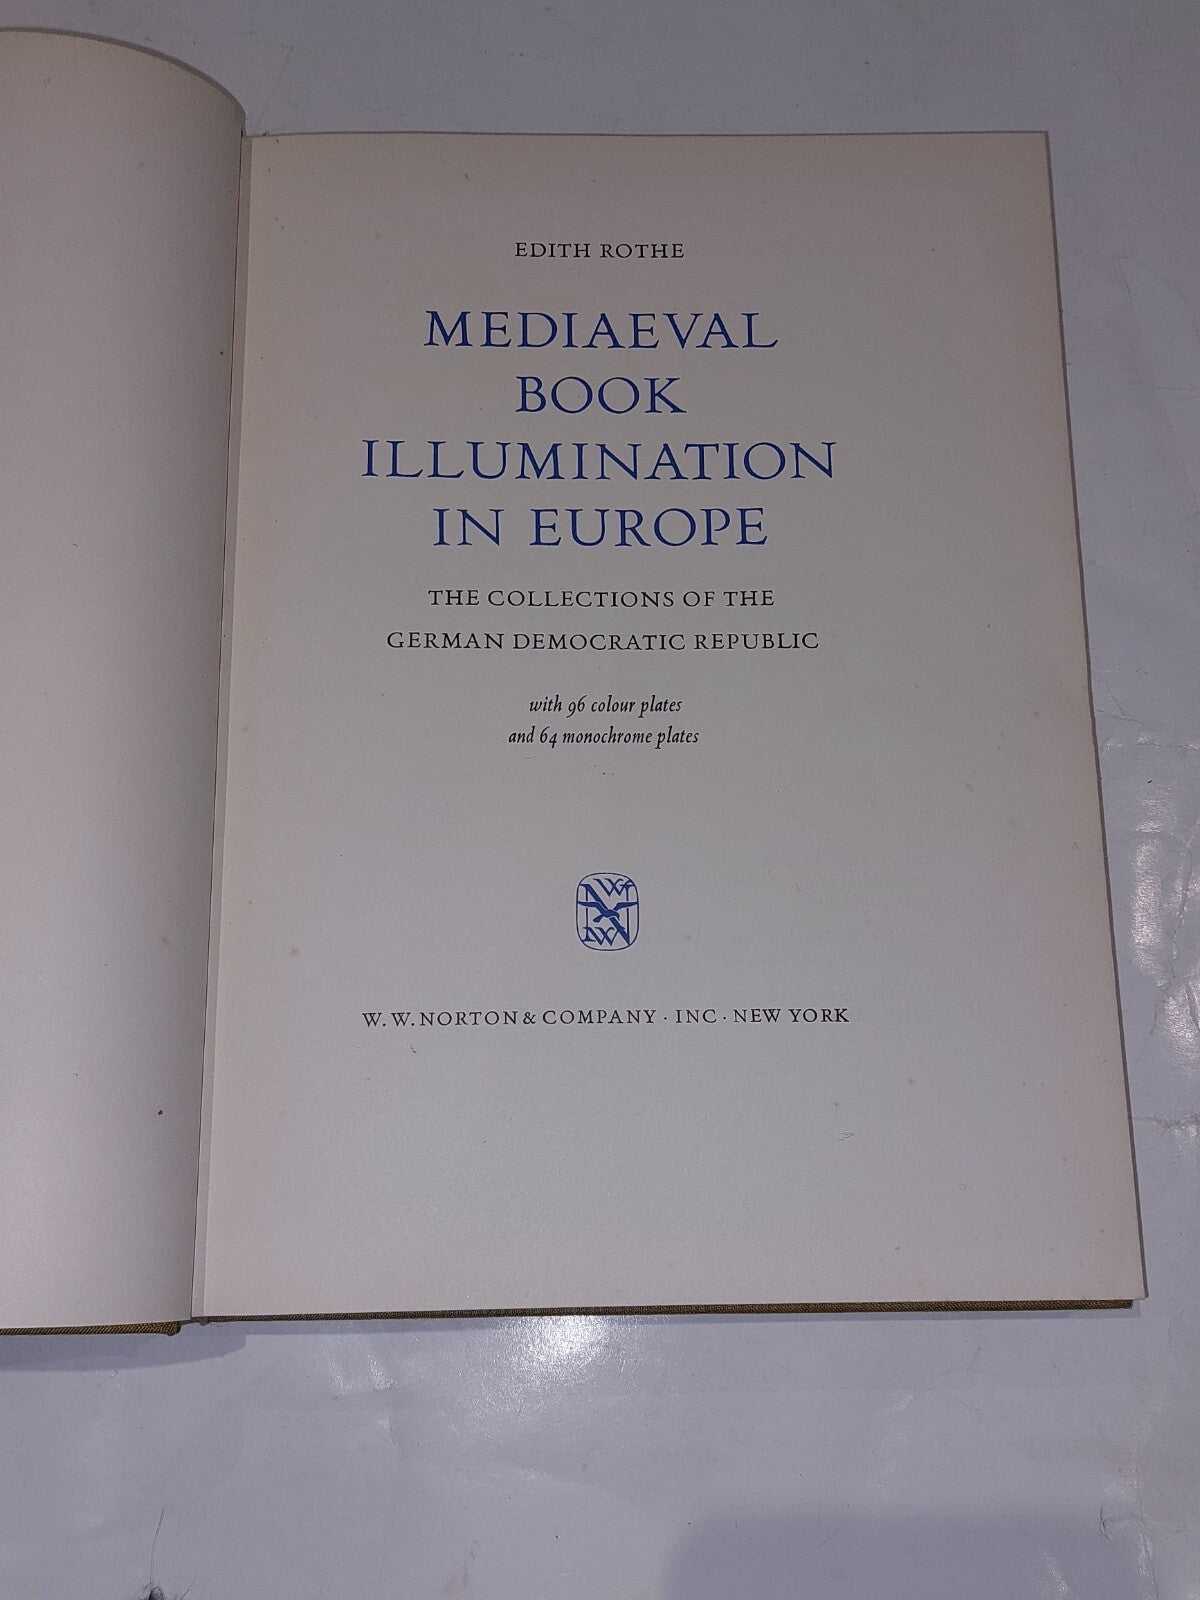 EDITH ROTHE
MEDIAEVAL
BOOK
ILLUMINATION
IN EUROPE
THE COLLECTIONS OF THE
GERMAN DEMOCRATIC REPUBLIC
with 96 colour plates
and 64 monochrome plates
W. W. NORTON & COMPANY · INC · NEW YORK